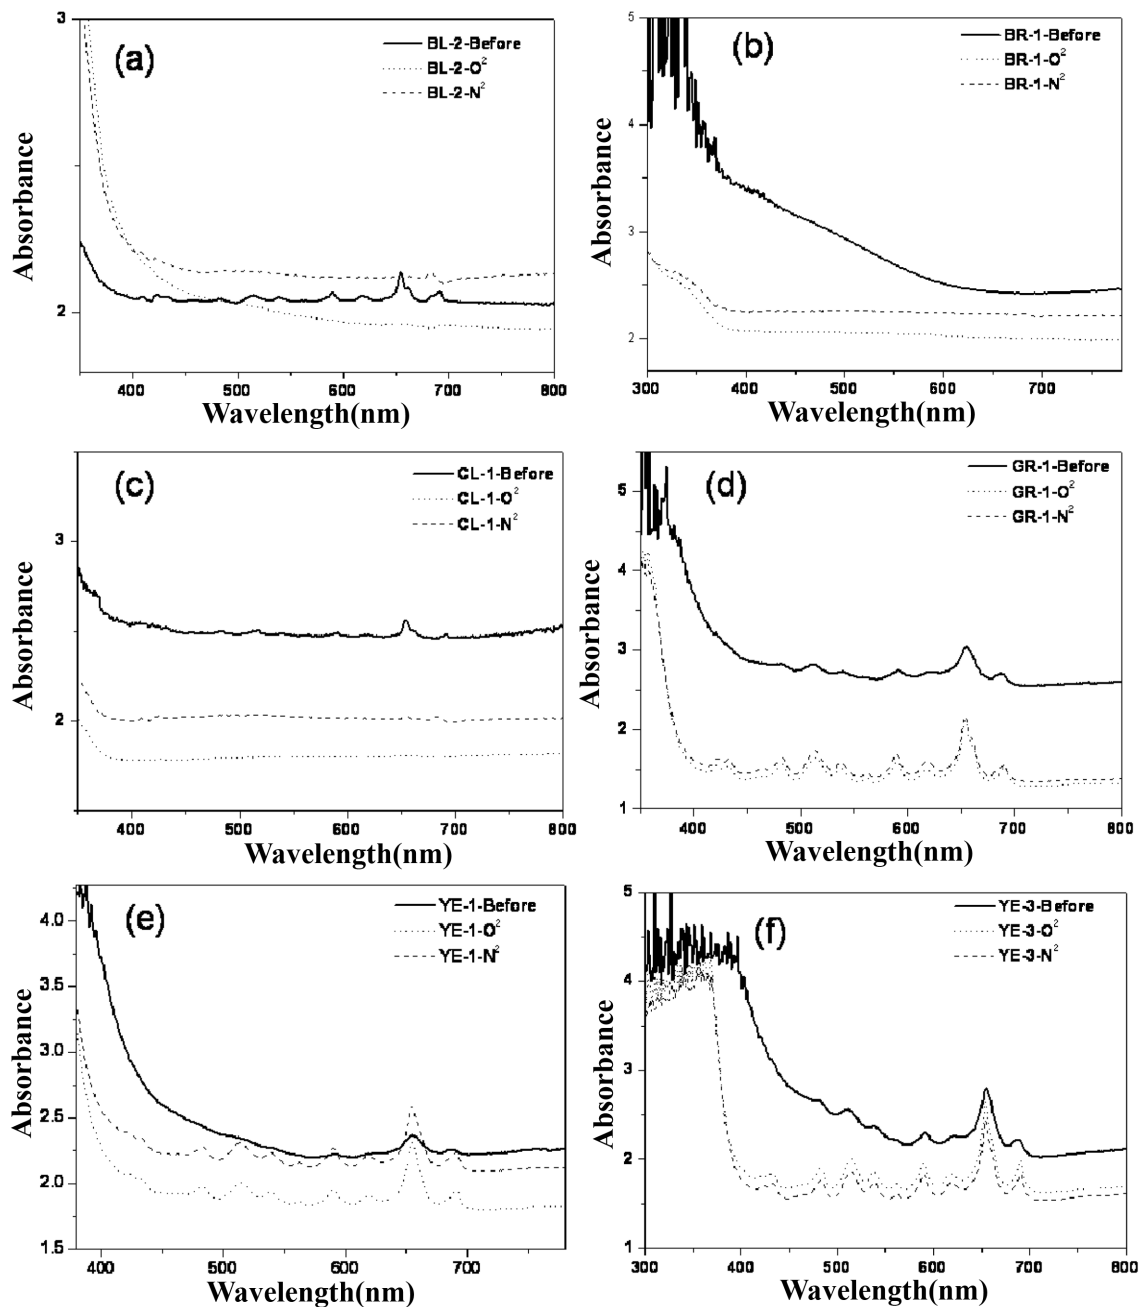 (a)
BL-2-Before
BL-2-O²
BL-2-N²
3
2
Absorbance
400 500 600 700 800
Wavelength(nm)
(b)
BR-1-Before
BR-1-O²
BR-1-N²
5
4
3
2
Absorbance
300 400 500 600 700
Wavelength(nm)
(c)
CL-1-Before
CL-1-O²
CL-1-N²
3
2
Absorbance
400 500 600 700 800
Wavelength(nm)
(d)
GR-1-Before
GR-1-O²
GR-1-N²
5
4
3
2
1
Absorbance
400 500 600 700 800
Wavelength(nm)
(e)
YE-1-Before
YE-1-O²
YE-1-N²
4.0
3.5
3.0
2.5
2.0
1.5
Absorbance
400 500 600 700
Wavelength(nm)
(f)
YE-3-Before
YE-3-O²
YE-3-N²
5
4
3
2
1
Absorbance
300 400 500 600 700 800
Wavelength(nm)